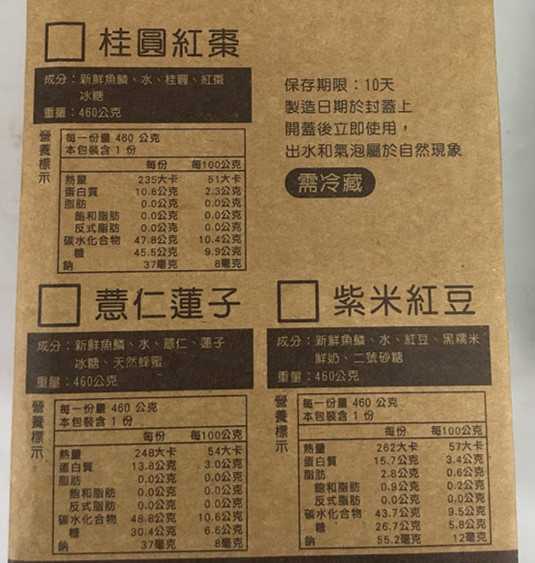 桂圓紅棗
成分：新鮮魚鱗、水、桂圓、紅棗
冰糖
重量：460公克
營養標示
每一份量 460 公克
本包裝含 1 份
每份 每100公克
熱量 235大卡 51大卡
蛋白質 10.6公克 2.3公克
脂肪 0.0公克 0.0公克
飽和脂肪 0.0公克 0.0公克
反式脂肪 0.0公克 0.0公克
碳水化合物 47.8公克 10.4公克
糖 45.5公克 9.9公克
鈉 37毫克 8毫克
保存期限：10天
製造日期於封蓋上
開蓋後立即使用，
出水和氣泡屬於自然現象
需冷藏
薏仁蓮子
成分：新鮮魚鱗、水、薏仁、蓮子
冰糖、天然蜂蜜
重量：460公克
營養標示
每一份量 460 公克
本包裝含 1 份
每份 每100公克
熱量 248大卡 54大卡
蛋白質 13.8公克 3.0公克
脂肪 0.0公克 0.0公克
飽和脂肪 0.0公克 0.0公克
反式脂肪 0.0公克 0.0公克
碳水化合物 48.8公克 10.6公克
糖 30.4公克 6.6公克
鈉 37毫克 8毫克
紫米紅豆
成分：新鮮魚鱗、水、紅豆、黑糯米
鮮奶、二號砂糖
重量：460公克
營養標示
每一份量 460 公克
本包裝含 1 份
每份 每100公克
熱量 262大卡 57大卡
蛋白質 15.7公克 3.4公克
脂肪 2.8公克 0.6公克
飽和脂肪 0.9公克 0.2公克
反式脂肪 0.0公克 0.0公克
碳水化合物 43.7公克 9.5公克
糖 26.7公克 5.8公克
鈉 55.2毫克 12毫克